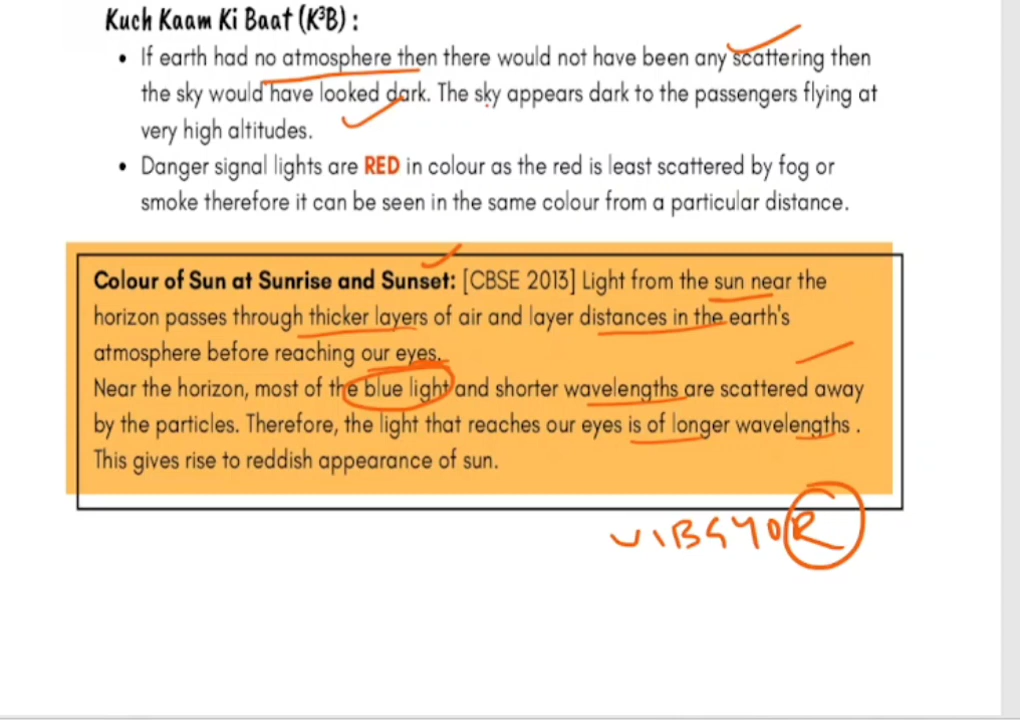 Kuch Kaam Ki Baat (K³B) :
• If earth had no atmosphere then there would not have been any scattering then
the sky would have looked dark. The sky appears dark to the passengers flying at
very high altitudes.
• Danger signal lights are RED in colour as the red is least scattered by fog or
smoke therefore it can be seen in the same colour from a particular distance.
Colour of Sun at Sunrise and Sunset: [CBSE 2013] Light from the sun near the
horizon passes through thicker layers of air and layer distances in the earth's
atmosphere before reaching our eyes.
Near the horizon, most of the blue light and shorter wavelengths are scattered away
by the particles. Therefore, the light that reaches our eyes is of longer wavelengths .
This gives rise to reddish appearance of sun.
VIBGYOR